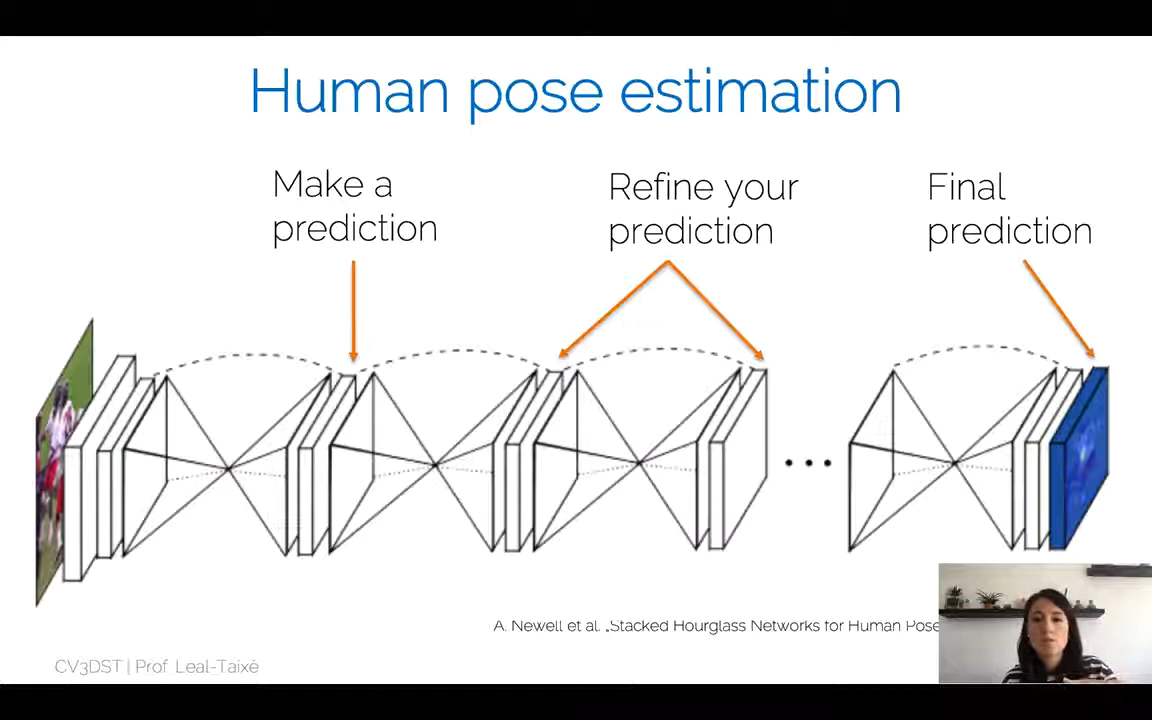 Human pose estimation
Make a
prediction
Refine your
prediction
Final
prediction
A. Newell et al. „Stacked Hourglass Networks for Human Pose
CV3DST | Prof. Leal-Taixé